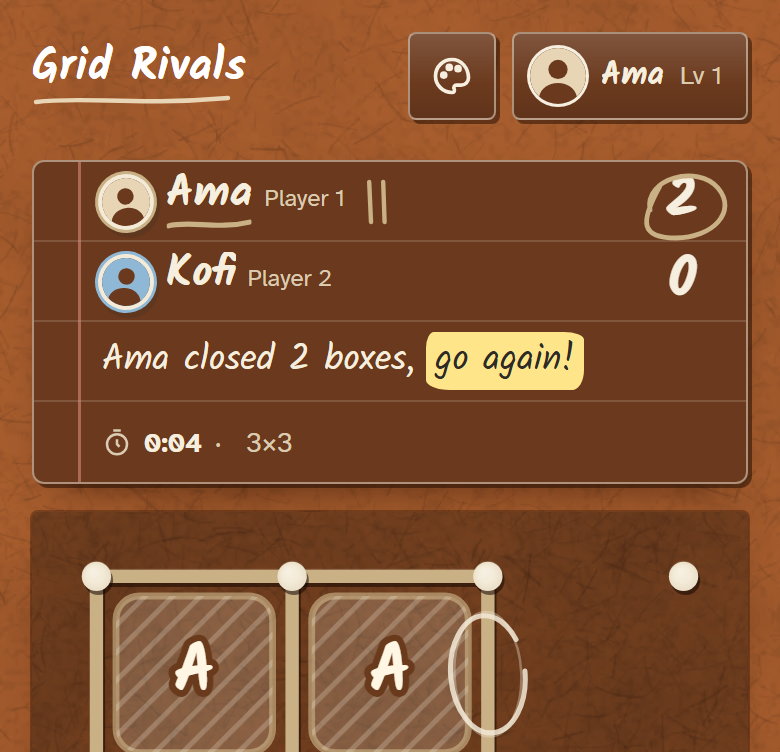 Grid Rivals
Ama Lv 1
Ama Player 1 2
Kofi Player 2 0
Ama closed 2 boxes, go again!
0:04 · 3×3
A A